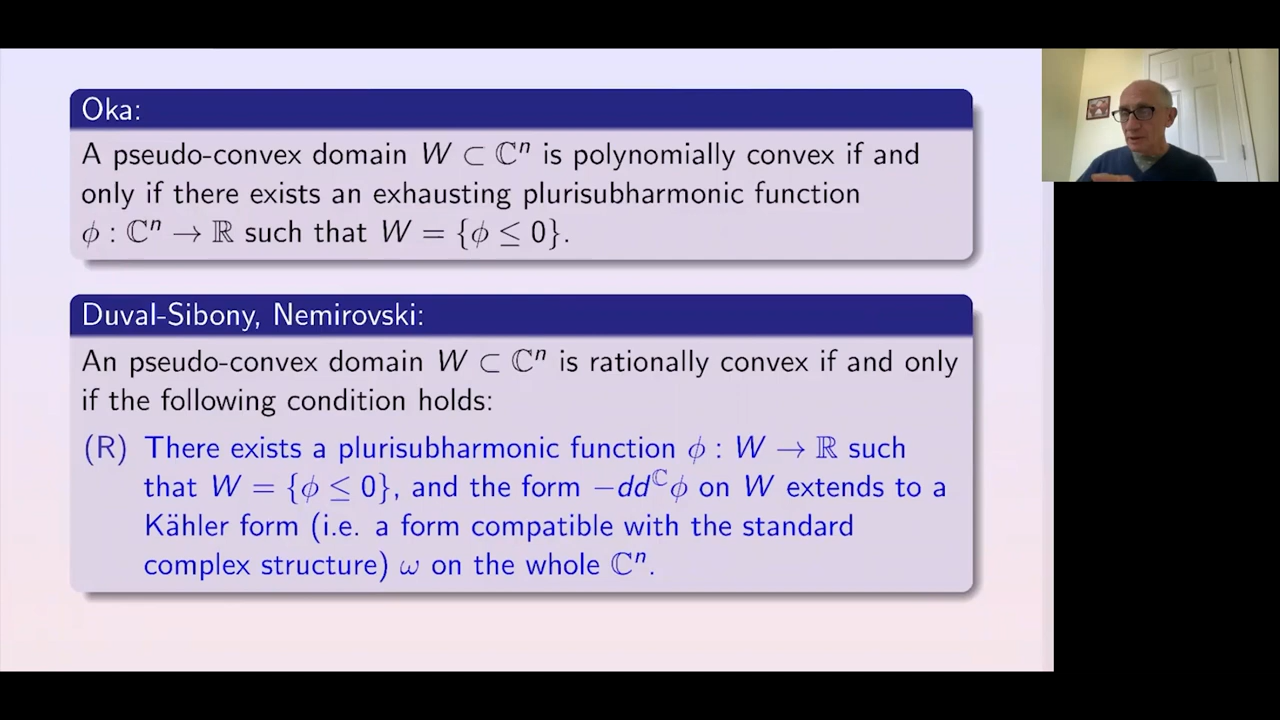 Oka:
A pseudo-convex domain W ⊂ ℂⁿ is polynomially convex if and
only if there exists an exhausting plurisubharmonic function
ϕ : ℂⁿ → ℝ such that W = {ϕ ≤ 0}.
Duval-Sibony, Nemirovski:
An pseudo-convex domain W ⊂ ℂⁿ is rationally convex if and only
if the following condition holds:
(R) There exists a plurisubharmonic function ϕ : W → ℝ such
that W = {ϕ ≤ 0}, and the form −dd^ℂϕ on W extends to a
Kähler form (i.e. a form compatible with the standard
complex structure) ω on the whole ℂⁿ.